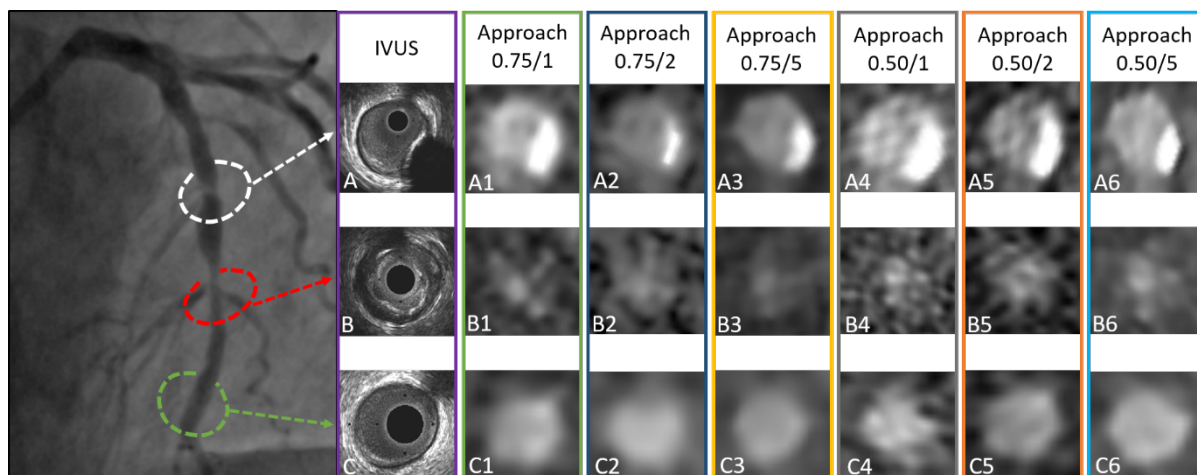 IVUS
Approach
0.75/1
Approach
0.75/2
Approach
0.75/5
Approach
0.50/1
Approach
0.50/2
Approach
0.50/5
A
A1
A2
A3
A4
A5
A6
B
B1
B2
B3
B4
B5
B6
C
C1
C2
C3
C4
C5
C6